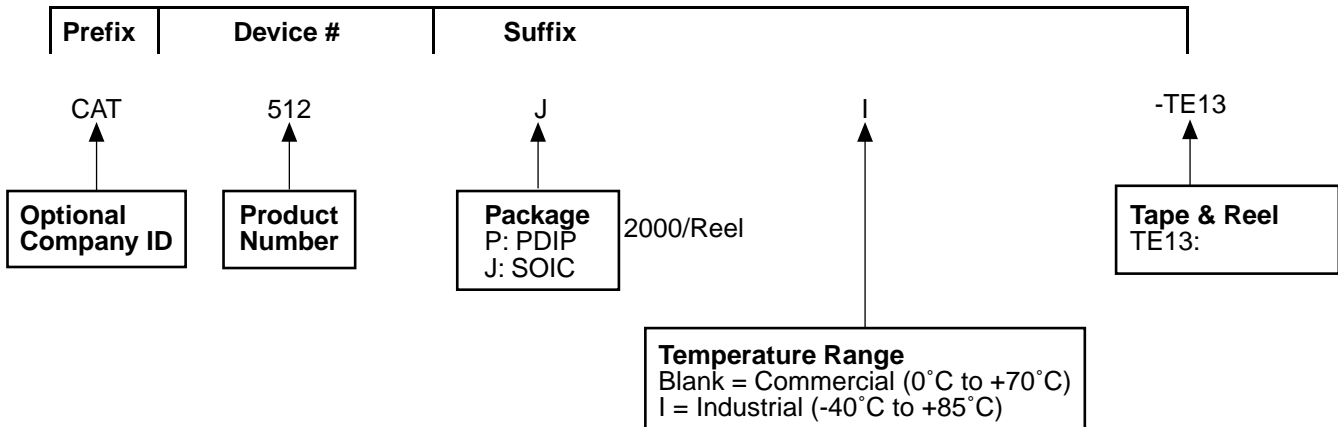 Prefix Device # Suffix
CAT 512 J I -TE13
Optional
Company ID
Product
Number
Package
P: PDIP
J: SOIC
2000/Reel
Tape & Reel
TE13:
Temperature Range
Blank = Commercial (0˚C to +70˚C)
I = Industrial (-40˚C to +85˚C)